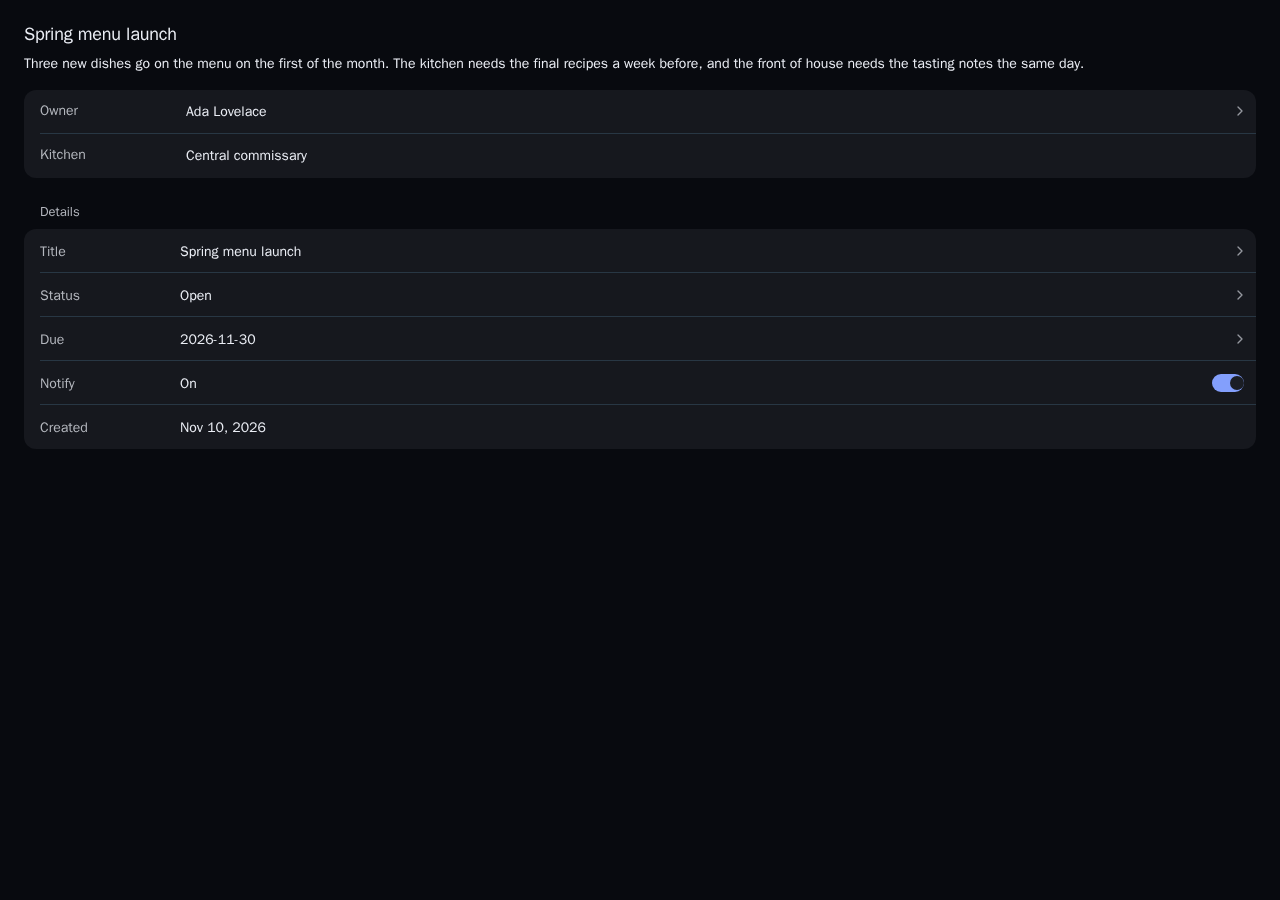 Spring menu launch
Three new dishes go on the menu on the first of the month. The kitchen needs the final recipes a week before, and the front of house needs the tasting notes the same day.
Owner Ada Lovelace
Kitchen Central commissary
Details
Title Spring menu launch
Status Open
Due 2026-11-30
Notify On
Created Nov 10, 2026